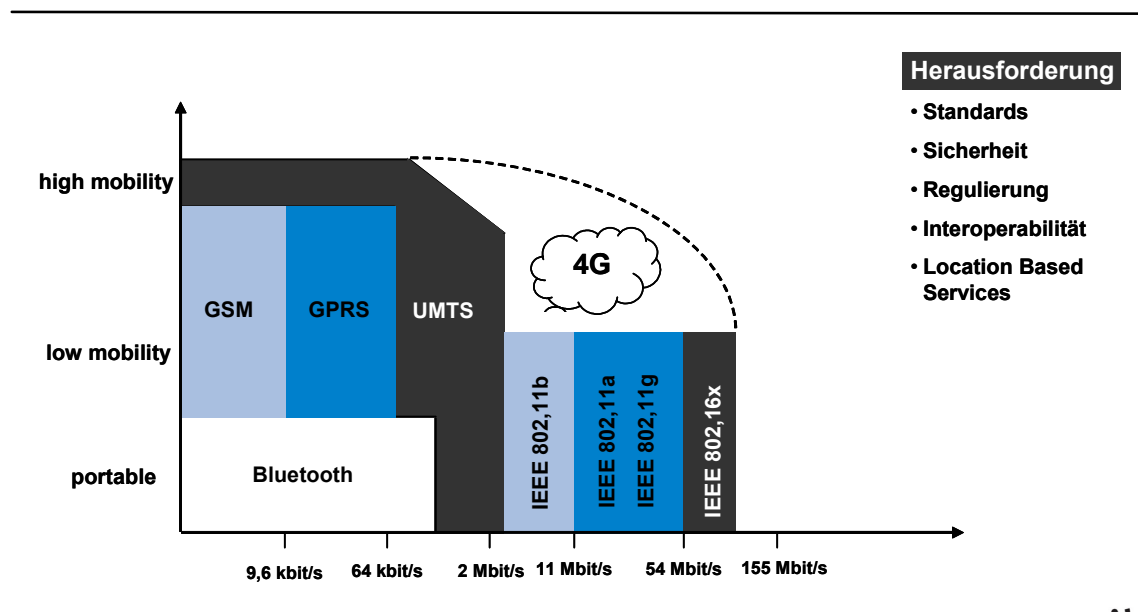 Herausforderung
• Standards
• Sicherheit
• Regulierung
• Interoperabilität
• Location Based
Services
high mobility
low mobility
portable
4G
GSM
GPRS
UMTS
Bluetooth
IEEE 802,11b
IEEE 802,11a
IEEE 802,11g
IEEE 802,16x
9,6 kbit/s
64 kbit/s
2 Mbit/s
11 Mbit/s
54 Mbit/s
155 Mbit/s